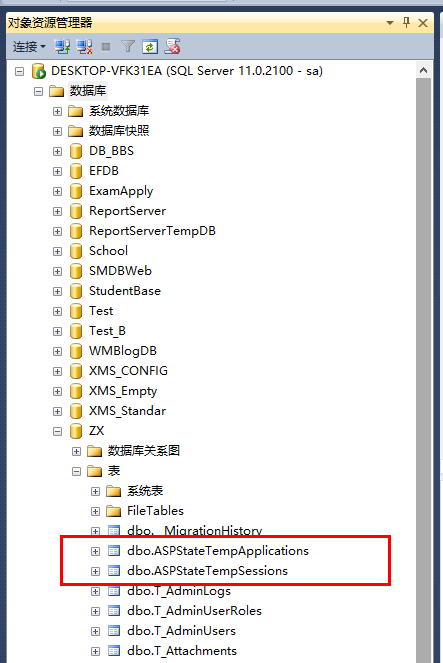 对象资源管理器
连接
DESKTOP-VFK31EA (SQL Server 11.0.2100 - sa)
数据库
系统数据库
数据库快照
DB_BBS
EFDB
ExamApply
ReportServer
ReportServerTempDB
School
SMDBWeb
StudentBase
Test
Test_B
WMBlogDB
XMS_CONFIG
XMS_Empty
XMS_Standar
ZX
数据库关系图
表
系统表
FileTables
dbo.__MigrationHistory
dbo.ASPStateTempApplications
dbo.ASPStateTempSessions
dbo.T_AdminLogs
dbo.T_AdminUserRoles
dbo.T_AdminUsers
dbo.T_Attachments